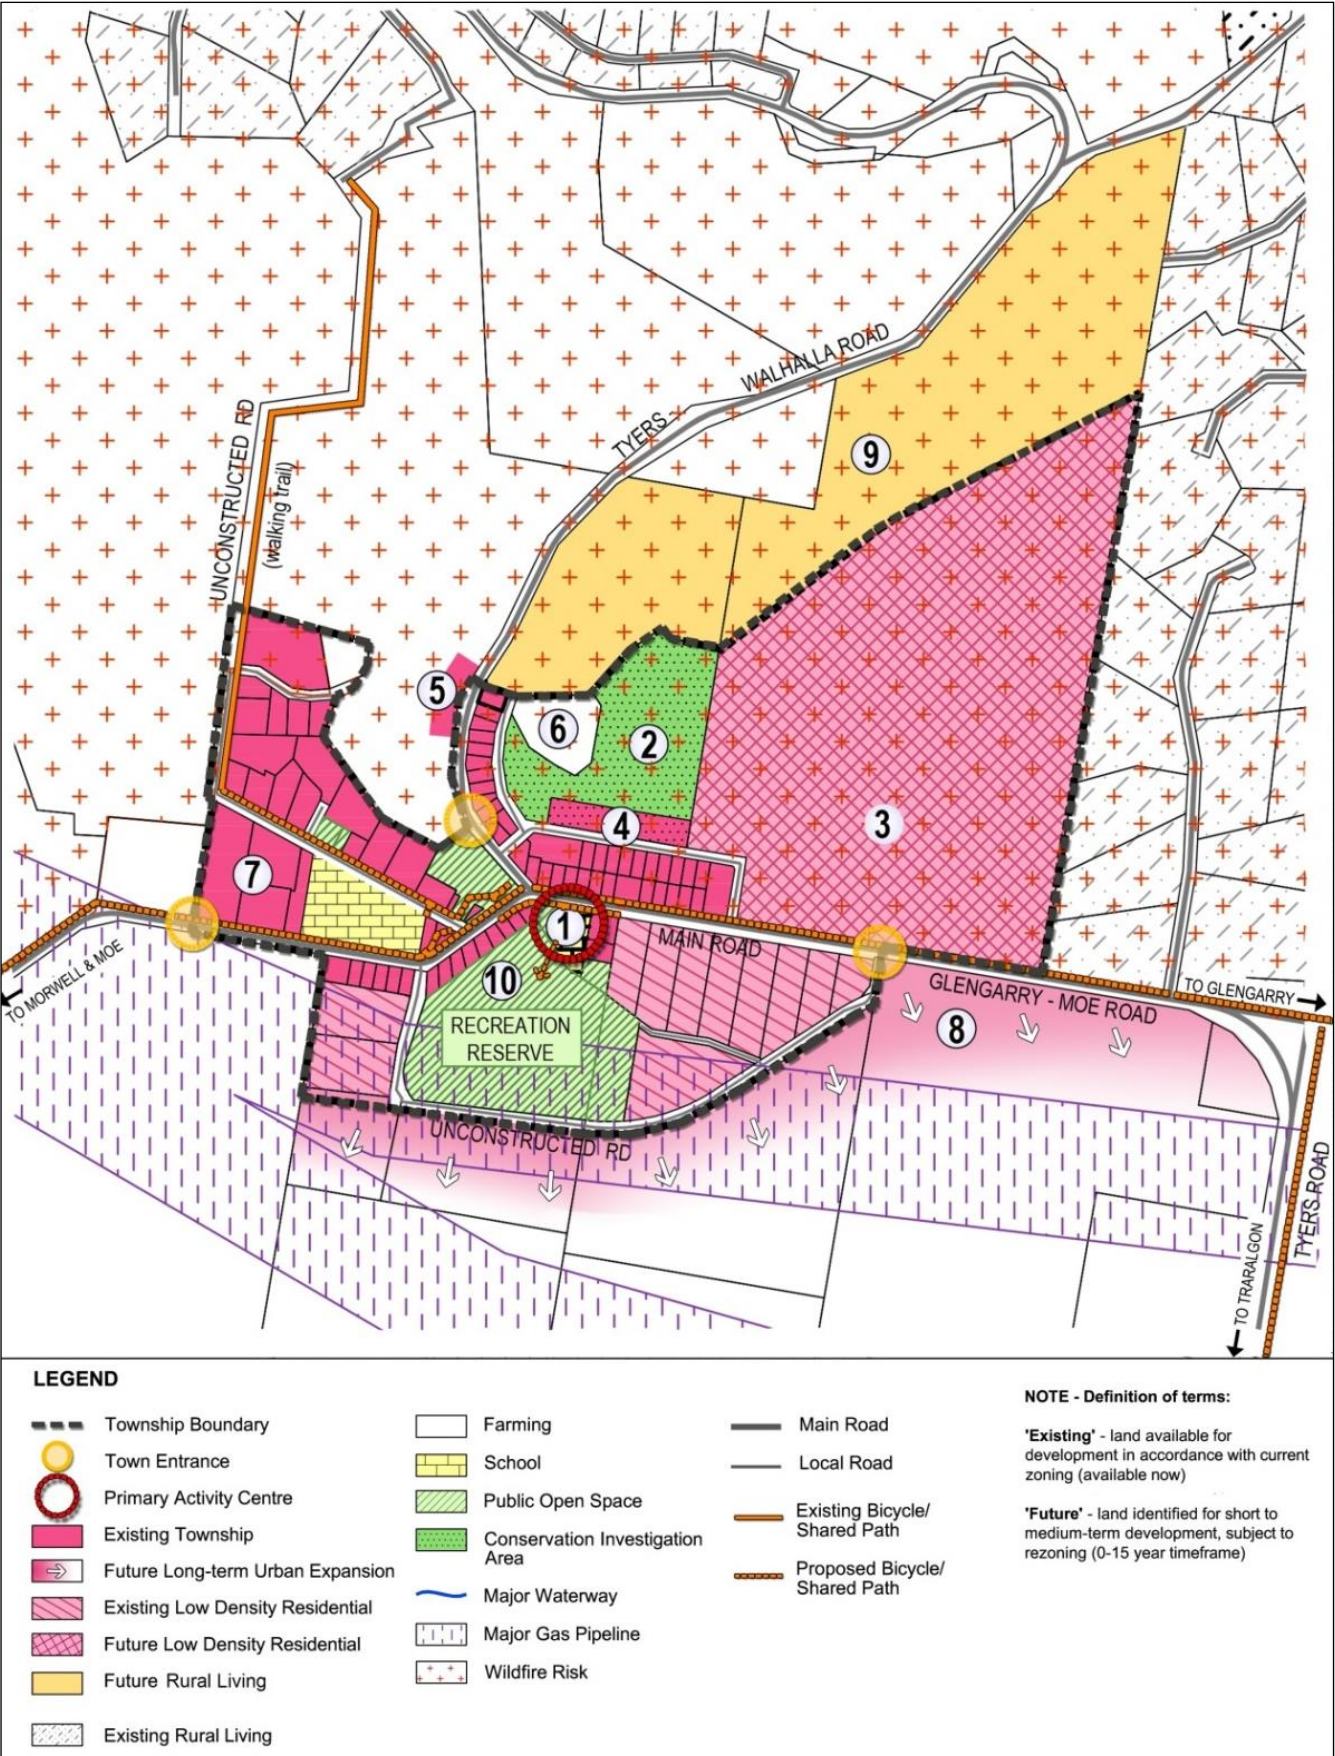 WALHALLA ROAD
TYERS
UNCONSTRUCTED RD
(walking trail)
9
5
6
2
4
3
7
1
MAIN ROAD
10
RECREATION
RESERVE
TO MORWELL & MOE
GLENGARRY - MOE ROAD
TO GLENGARRY
8
UNCONSTRUCTED RD
TYERS ROAD
TO TRARALGON
LEGEND
Township Boundary
Town Entrance
Primary Activity Centre
Existing Township
Future Long-term Urban Expansion
Existing Low Density Residential
Future Low Density Residential
Future Rural Living
Existing Rural Living
Farming
School
Public Open Space
Conservation Investigation
Area
Major Waterway
Major Gas Pipeline
Wildfire Risk
Main Road
Local Road
Existing Bicycle/
Shared Path
Proposed Bicycle/
Shared Path
NOTE - Definition of terms:
'Existing' - land available for
development in accordance with current
zoning (available now)
'Future' - land identified for short to
medium-term development, subject to
rezoning (0-15 year timeframe)